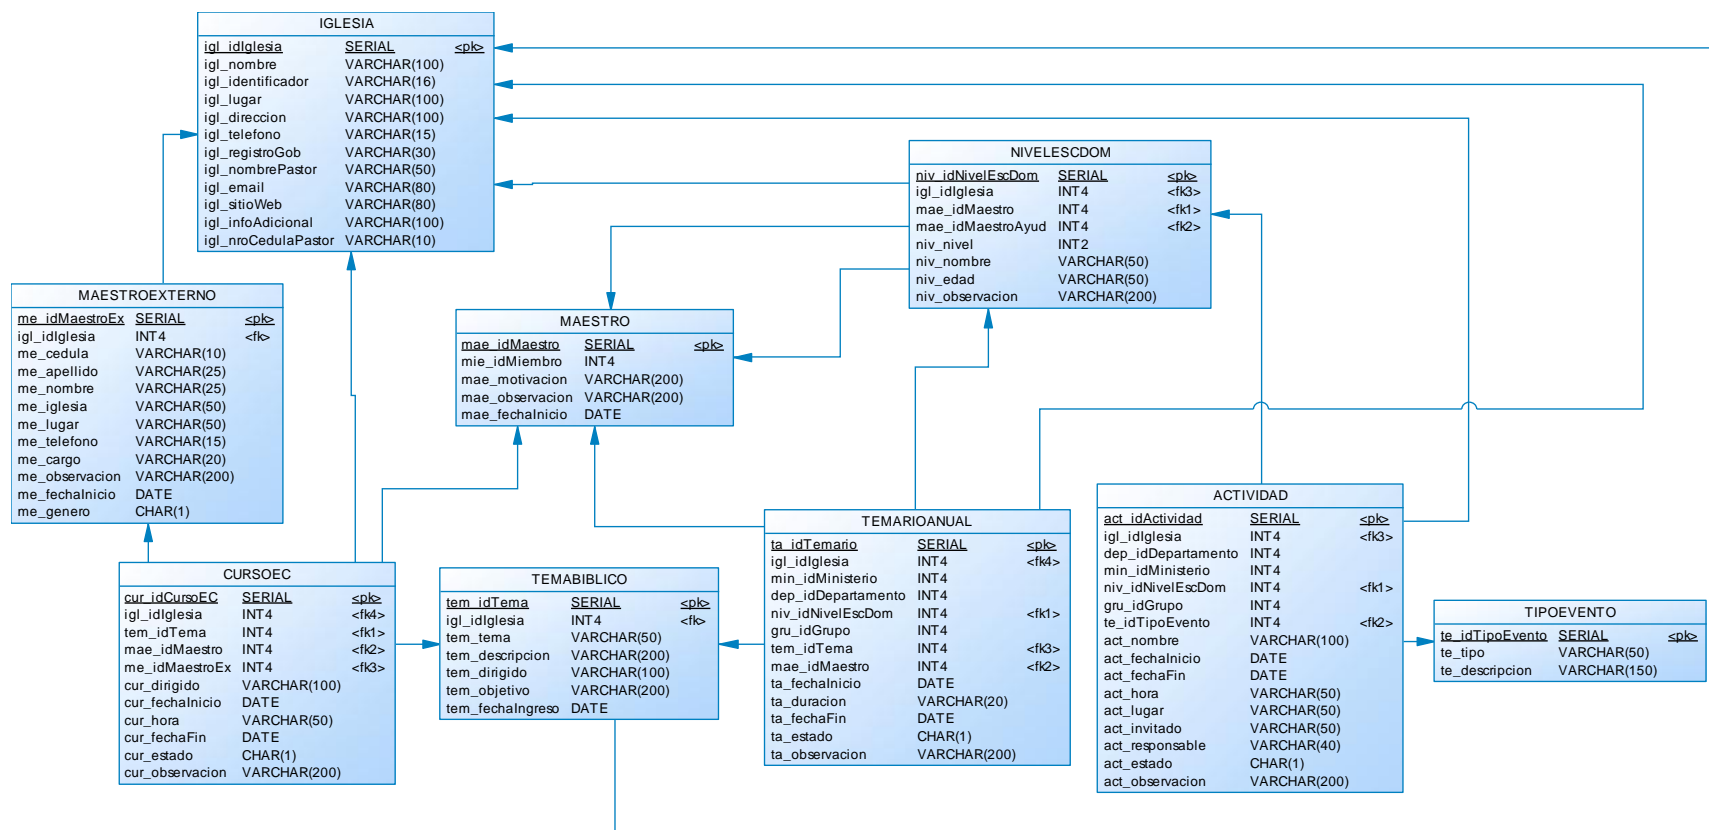 IGLESIA
igl_idIglesia SERIAL <pk>
igl_nombre VARCHAR(100)
igl_identificador VARCHAR(16)
igl_lugar VARCHAR(100)
igl_direccion VARCHAR(100)
igl_telefono VARCHAR(15)
igl_registroGob VARCHAR(30)
igl_nombrePastor VARCHAR(50)
igl_email VARCHAR(80)
igl_sitioWeb VARCHAR(80)
igl_infoAdicional VARCHAR(100)
igl_nroCedulaPastor VARCHAR(10)
NIVELESCDOM
niv_idNivelEscDom SERIAL <pk>
igl_idIglesia INT4 <fk3>
mae_idMaestro INT4 <fk1>
mae_idMaestroAyud INT4 <fk2>
niv_nivel INT2
niv_nombre VARCHAR(50)
niv_edad VARCHAR(50)
niv_observacion VARCHAR(200)
MAESTROEXTERNO
me_idMaestroEx SERIAL <pk>
igl_idIglesia INT4 <fk>
me_cedula VARCHAR(10)
me_apellido VARCHAR(25)
me_nombre VARCHAR(25)
me_iglesia VARCHAR(50)
me_lugar VARCHAR(50)
me_telefono VARCHAR(15)
me_cargo VARCHAR(20)
me_observacion VARCHAR(200)
me_fechaInicio DATE
me_genero CHAR(1)
MAESTRO
mae_idMaestro SERIAL <pk>
mie_idMiembro INT4
mae_motivacion VARCHAR(200)
mae_observacion VARCHAR(200)
mae_fechaInicio DATE
CURSOEC
cur_idCursoEC SERIAL <pk>
igl_idIglesia INT4 <fk4>
tem_idTema INT4 <fk1>
mae_idMaestro INT4 <fk2>
me_idMaestroEx INT4 <fk3>
cur_dirigido VARCHAR(100)
cur_fechaInicio DATE
cur_hora VARCHAR(50)
cur_fechaFin DATE
cur_estado CHAR(1)
cur_observacion VARCHAR(200)
TEMABIBLICO
tem_idTema SERIAL <pk>
igl_idIglesia INT4 <fk>
tem_tema VARCHAR(50)
tem_descripcion VARCHAR(200)
tem_dirigido VARCHAR(100)
tem_objetivo VARCHAR(200)
tem_fechaIngreso DATE
TEMARIOANUAL
ta_idTemario SERIAL <pk>
igl_idIglesia INT4 <fk4>
min_idMinisterio INT4
dep_idDepartamento INT4
niv_idNivelEscDom INT4 <fk1>
gru_idGrupo INT4
tem_idTema INT4 <fk3>
mae_idMaestro INT4 <fk2>
ta_fechaInicio DATE
ta_duracion VARCHAR(20)
ta_fechaFin DATE
ta_estado CHAR(1)
ta_observacion VARCHAR(200)
ACTIVIDAD
act_idActividad SERIAL <pk>
igl_idIglesia INT4 <fk3>
dep_idDepartamento INT4
min_idMinisterio INT4
niv_idNivelEscDom INT4 <fk1>
gru_idGrupo INT4
te_idTipoEvento INT4 <fk2>
act_nombre VARCHAR(100)
act_fechaInicio DATE
act_fechaFin DATE
act_hora VARCHAR(50)
act_lugar VARCHAR(50)
act_invitado VARCHAR(50)
act_responsable VARCHAR(40)
act_estado CHAR(1)
act_observacion VARCHAR(200)
TIPOEVENTO
te_idTipoEvento SERIAL <pk>
te_tipo VARCHAR(50)
te_descripcion VARCHAR(150)